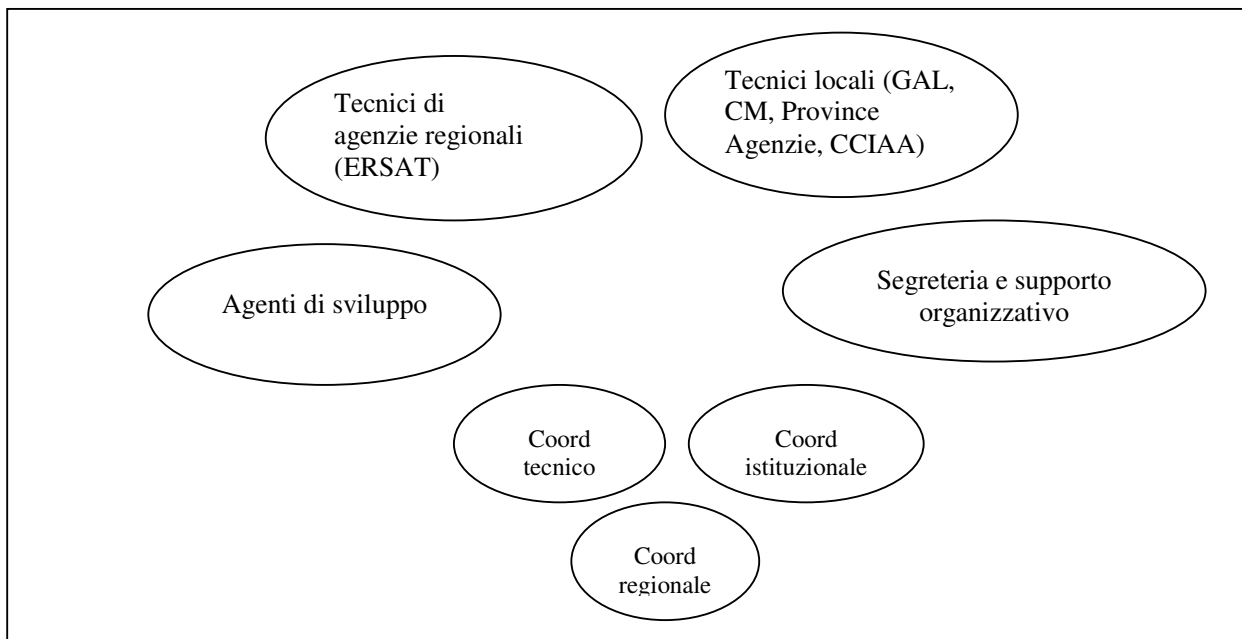 Tecnici di
agenzie regionali
(ERSAT)
Tecnici locali (GAL,
CM, Province
Agenzie, CCIAA)
Agenti di sviluppo
Segreteria e supporto
organizzativo
Coord
tecnico
Coord
istituzionale
Coord
regionale